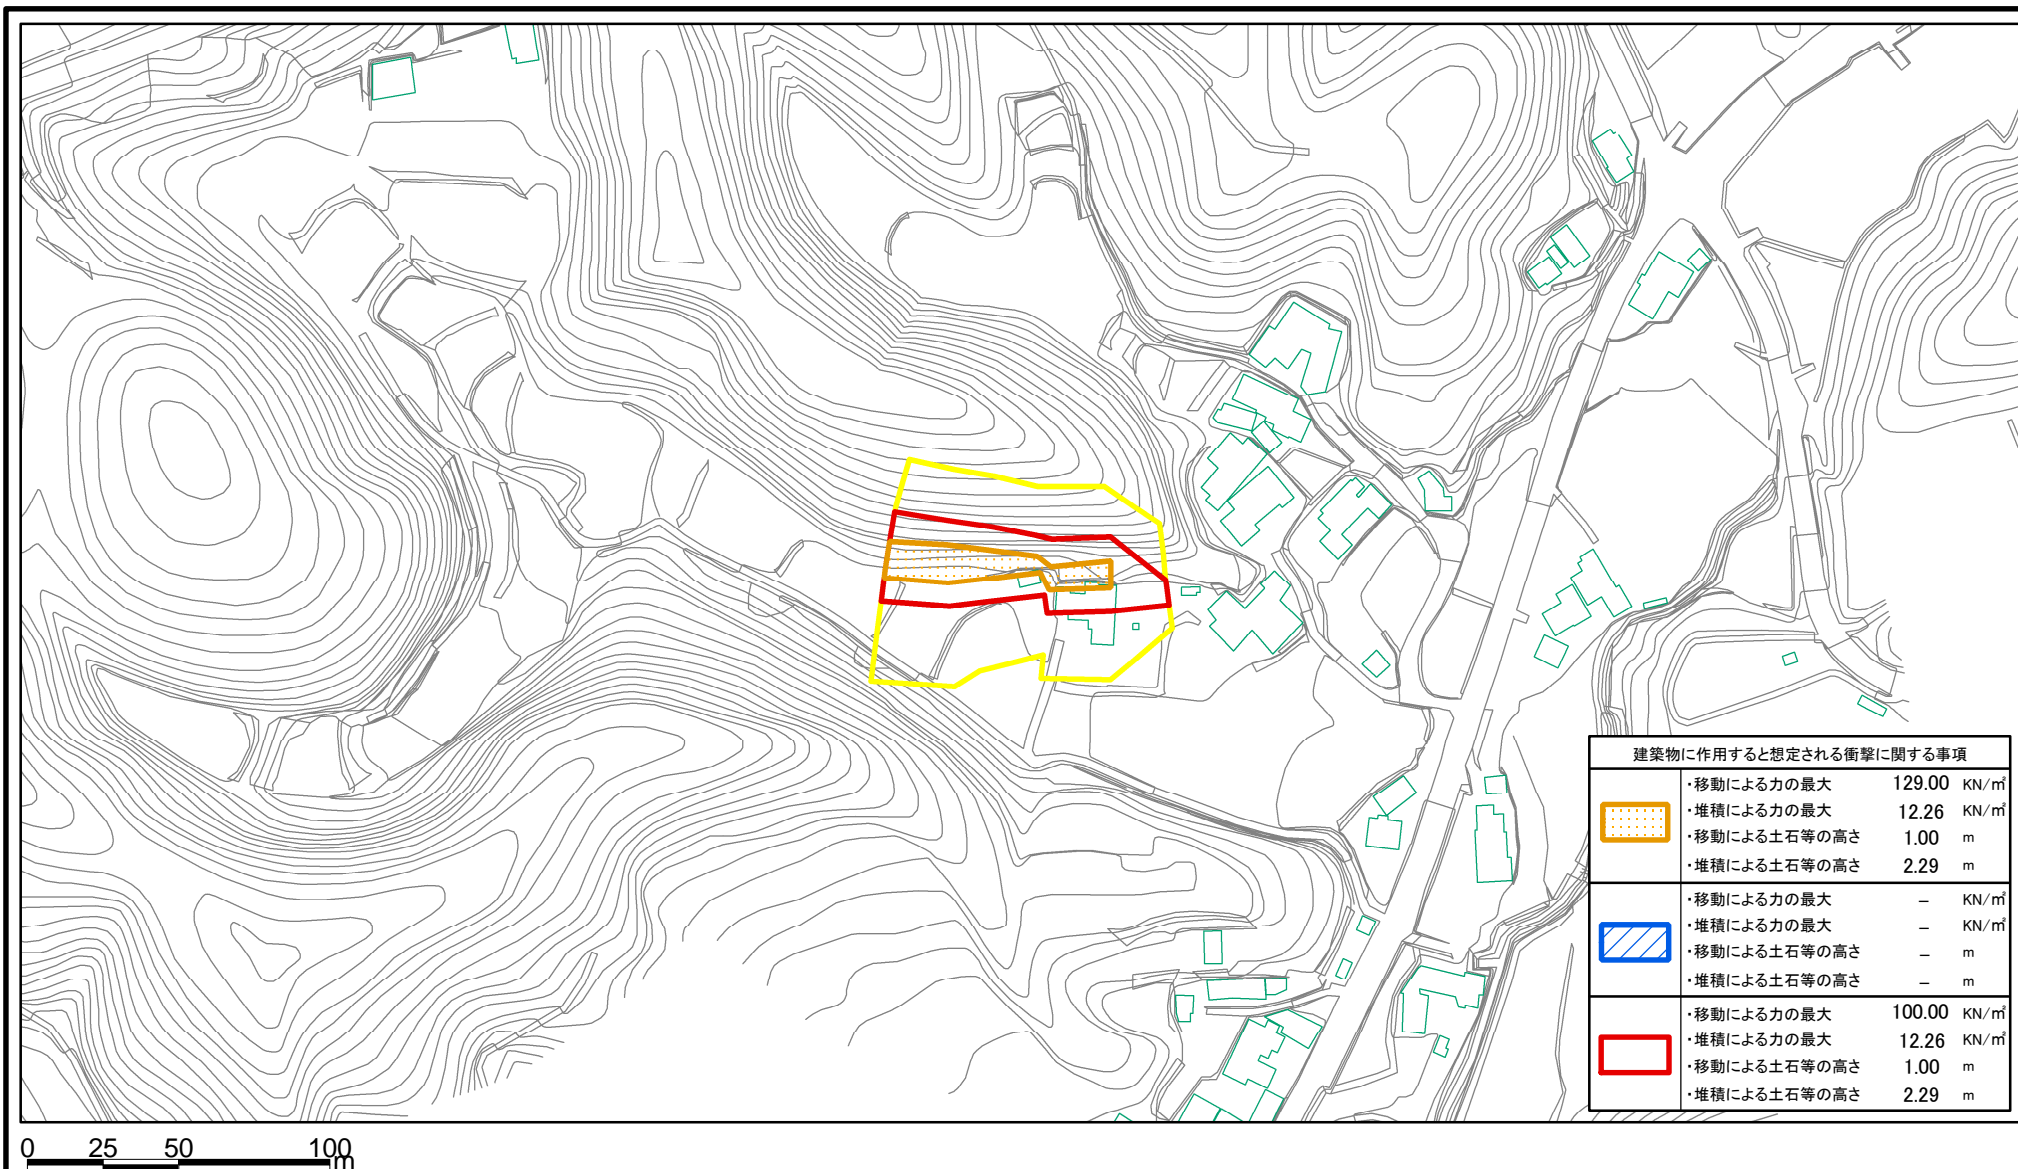 建築物に作用すると想定される衝撃に関する事項
・移動による力の最大 129.00 KN/㎡
・堆積による力の最大 12.26 KN/㎡
・移動による土石等の高さ 1.00 m
・堆積による土石等の高さ 2.29 m
・移動による力の最大 － KN/㎡
・堆積による力の最大 － KN/㎡
・移動による土石等の高さ － m
・堆積による土石等の高さ － m
・移動による力の最大 100.00 KN/㎡
・堆積による力の最大 12.26 KN/㎡
・移動による土石等の高さ 1.00 m
・堆積による土石等の高さ 2.29 m
0 25 50 100
m